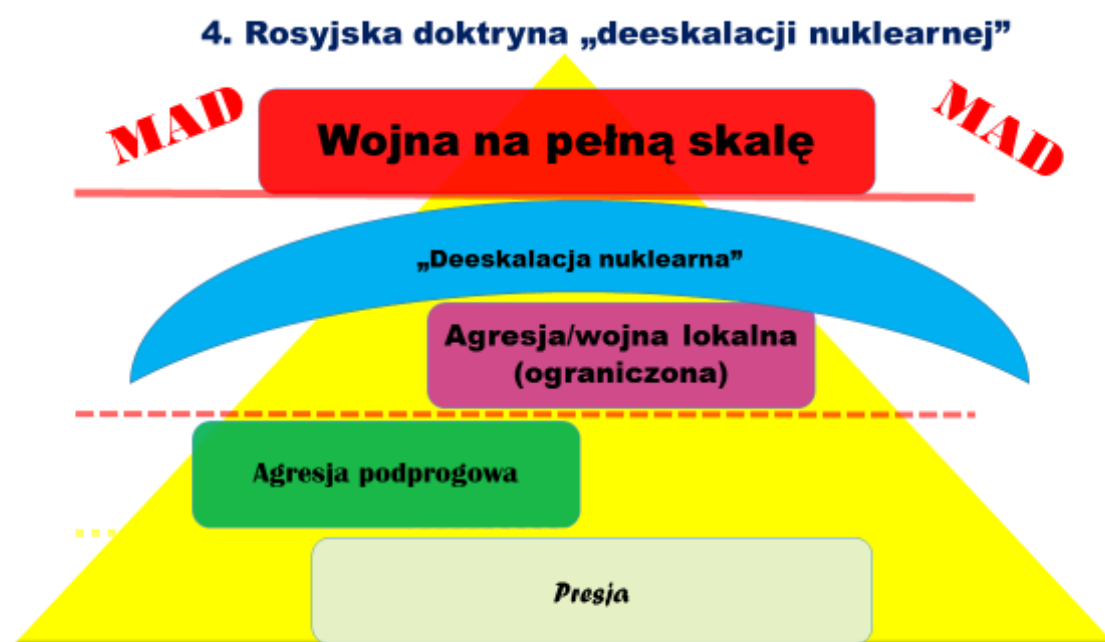 4. Rosyjska doktryna „deeskalacji nuklearnej”
MAD
MAD
Wojna na pełną skalę
„Deeskalacja nuklearna”
Agresja/wojna lokalna
(ograniczona)
Agresja podprogowa
Presja